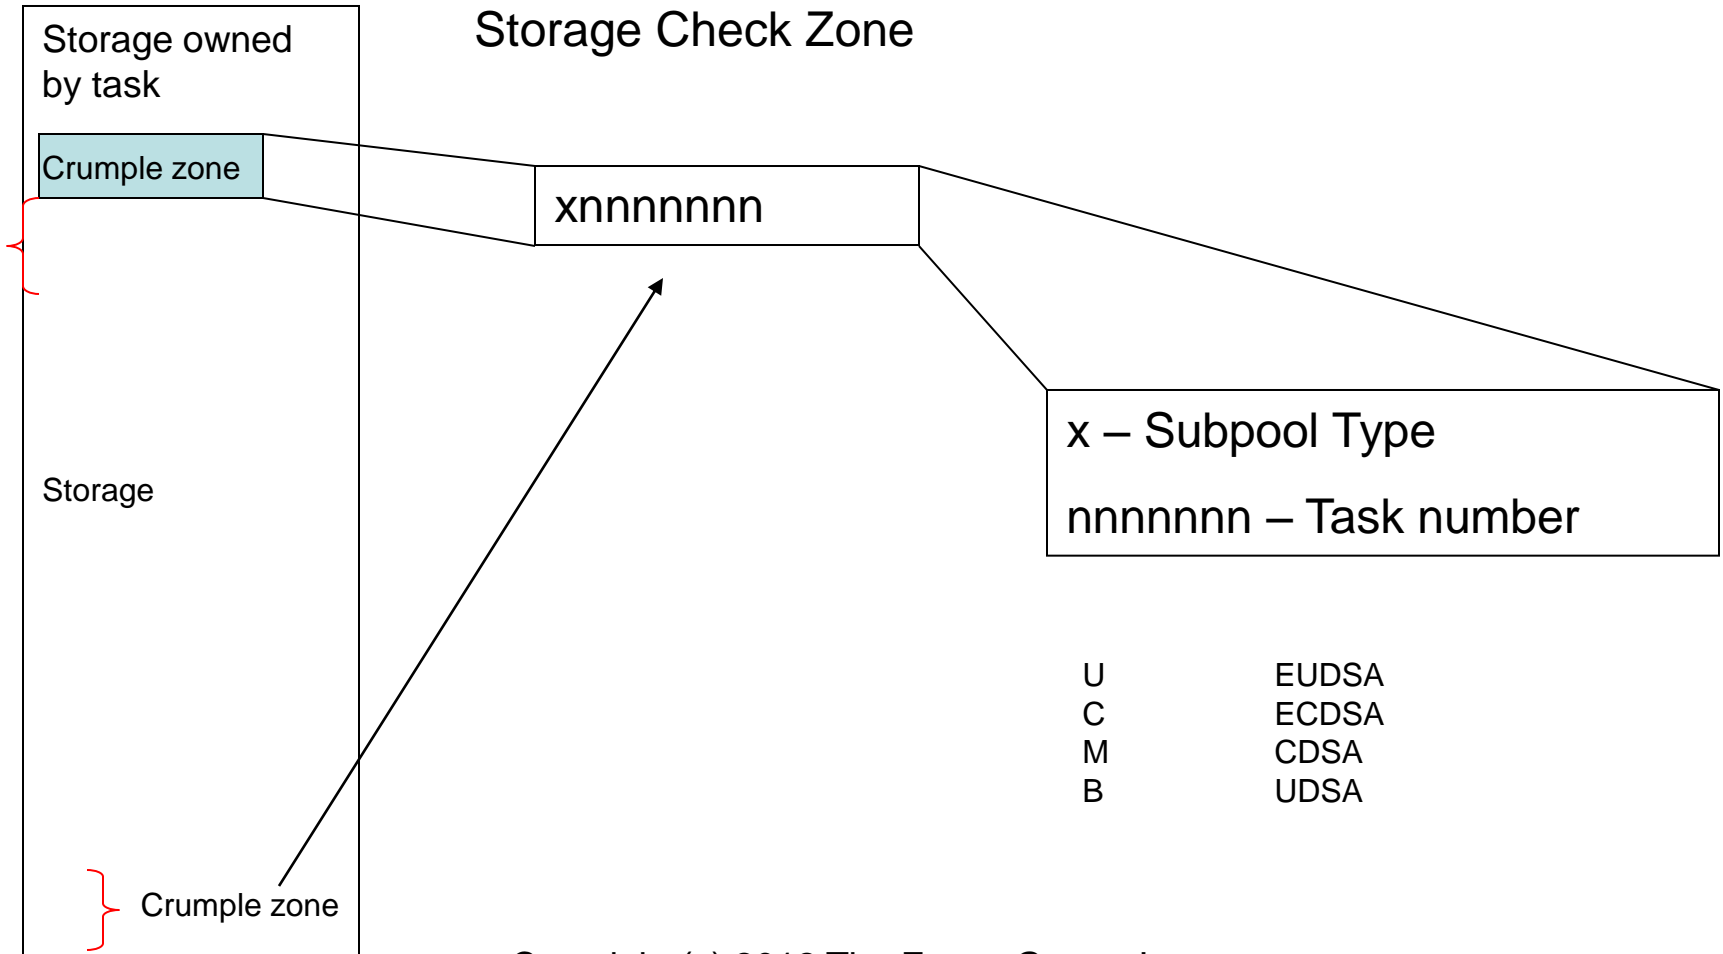 Storage Check Zone
Storage owned
by task
Crumple zone
xnnnnnnn
x – Subpool Type
nnnnnnn – Task number
Storage
U EUDSA
C ECDSA
M CDSA
B UDSA
Crumple zone